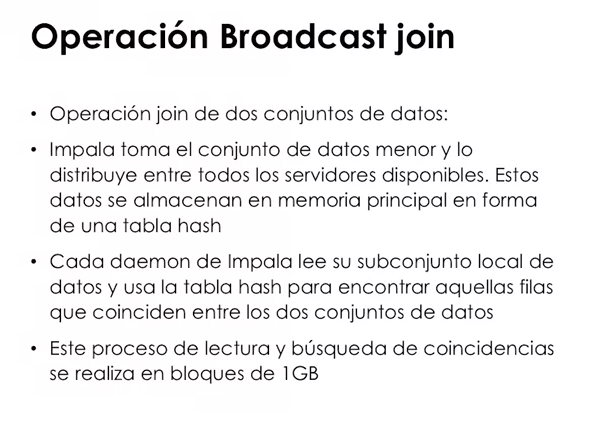 Operación Broadcast join
• Operación join de dos conjuntos de datos:
• Impala toma el conjunto de datos menor y lo
distribuye entre todos los servidores disponibles. Estos
datos se almacenan en memoria principal en forma
de una tabla hash
• Cada daemon de Impala lee su subconjunto local de
datos y usa la tabla hash para encontrar aquellas filas
que coinciden entre los dos conjuntos de datos
• Este proceso de lectura y búsqueda de coincidencias
se realiza en bloques de 1GB